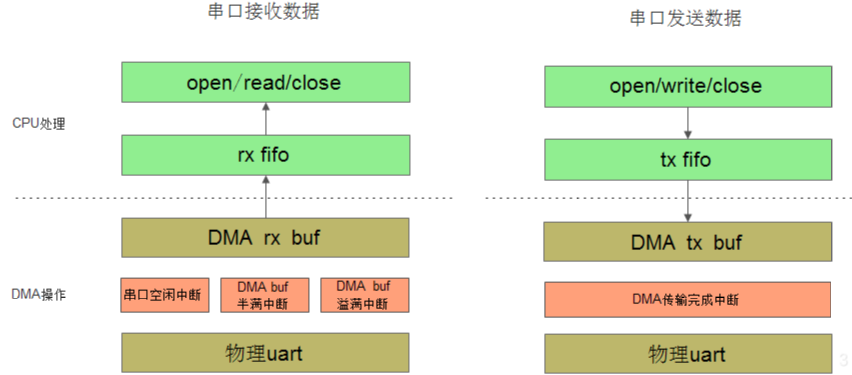 串口接收数据
串口发送数据
CPU处理
open/read/close
open/write/close
rx fifo
tx fifo
DMA rx buf
DMA tx buf
DMA操作
串口空闲中断
DMA buf
半满中断
DMA buf
溢满中断
DMA传输完成中断
物理uart
物理uart
3